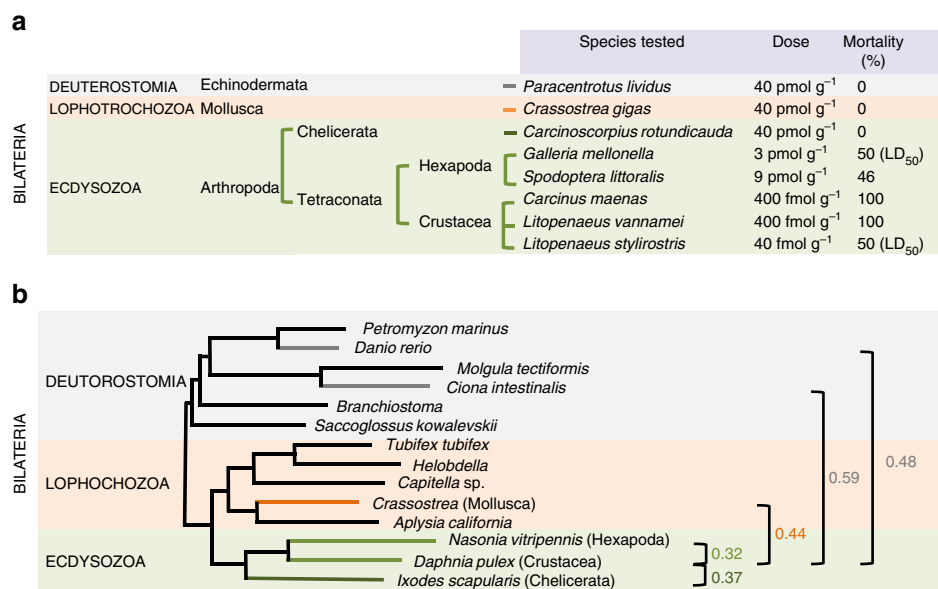 a
Species tested Dose Mortality (%)
DEUTEROSTOMIA Echinodermata Paracentrotus lividus 40 pmol g⁻¹ 0
LOPHOTROCHOZOA Mollusca Crassostrea gigas 40 pmol g⁻¹ 0
Chelicerata Carcinoscorpius rotundicauda 40 pmol g⁻¹ 0
Hexapoda Galleria mellonella 3 pmol g⁻¹ 50 (LD₅₀)
BILATERIA
ECDYSOZOA Arthropoda Spodoptera littoralis 9 pmol g⁻¹ 46
Tetraconata Carcinus maenas 400 fmol g⁻¹ 100
Crustacea Litopenaeus vannamei 400 fmol g⁻¹ 100
Litopenaeus stylirostris 40 fmol g⁻¹ 50 (LD₅₀)
b
Petromyzon marinus
Danio rerio
Molgula tectiformis
DEUTOROSTOMIA
Ciona intestinalis
Branchiostoma
Saccoglossus kowalevskii
BILATERIA
Tubifex tubifex
Helobdella
LOPHOCHOZOA Capitella sp.
Crassostrea (Mollusca)
Aplysia californica
Nasonia vitripennis (Hexapoda)
ECDYSOZOA Daphnia pulex (Crustacea)
Ixodes scapularis (Chelicerata)
0.48
0.59
0.44
0.32
0.37